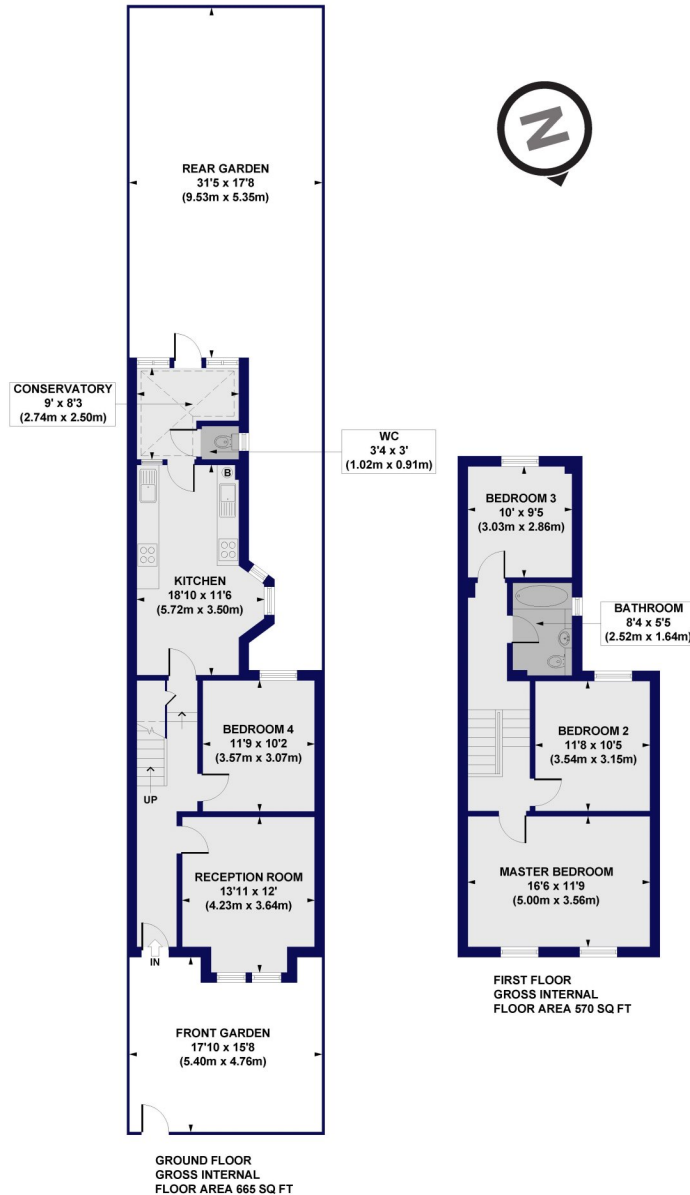 REAR GARDEN
31'5 x 17'8
(9.53m x 5.35m)
N
CONSERVATORY
9' x 8'3
(2.74m x 2.50m)
WC
3'4 x 3'
(1.02m x 0.91m)
B
KITCHEN
18'10 x 11'6
(5.72m x 3.50m)
BEDROOM 4
11'9 x 10'2
(3.57m x 3.07m)
UP
RECEPTION ROOM
13'11 x 12'
(4.23m x 3.64m)
IN
FRONT GARDEN
17'10 x 15'8
(5.40m x 4.76m)
GROUND FLOOR
GROSS INTERNAL
FLOOR AREA 665 SQ FT
BEDROOM 3
10' x 9'5
(3.03m x 2.86m)
BATHROOM
8'4 x 5'5
(2.52m x 1.64m)
BEDROOM 2
11'8 x 10'5
(3.54m x 3.15m)
MASTER BEDROOM
16'6 x 11'9
(5.00m x 3.56m)
FIRST FLOOR
GROSS INTERNAL
FLOOR AREA 570 SQ FT